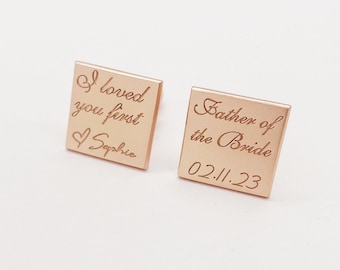 I loved
you first
♡Sophie
Father of
the Bride
02.11.23